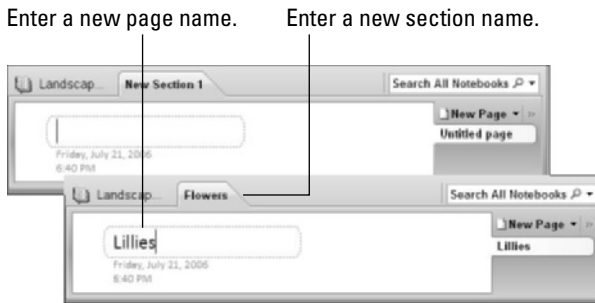 Enter a new page name.
Enter a new section name.
Landscap...
New Section 1
Search All Notebooks
New Page
Untitled page
Friday, July 21, 2006
6:40 PM
Landscap...
Flowers
Search All Notebooks
New Page
Lillies
Lillies
Friday, July 21, 2006
6:40 PM